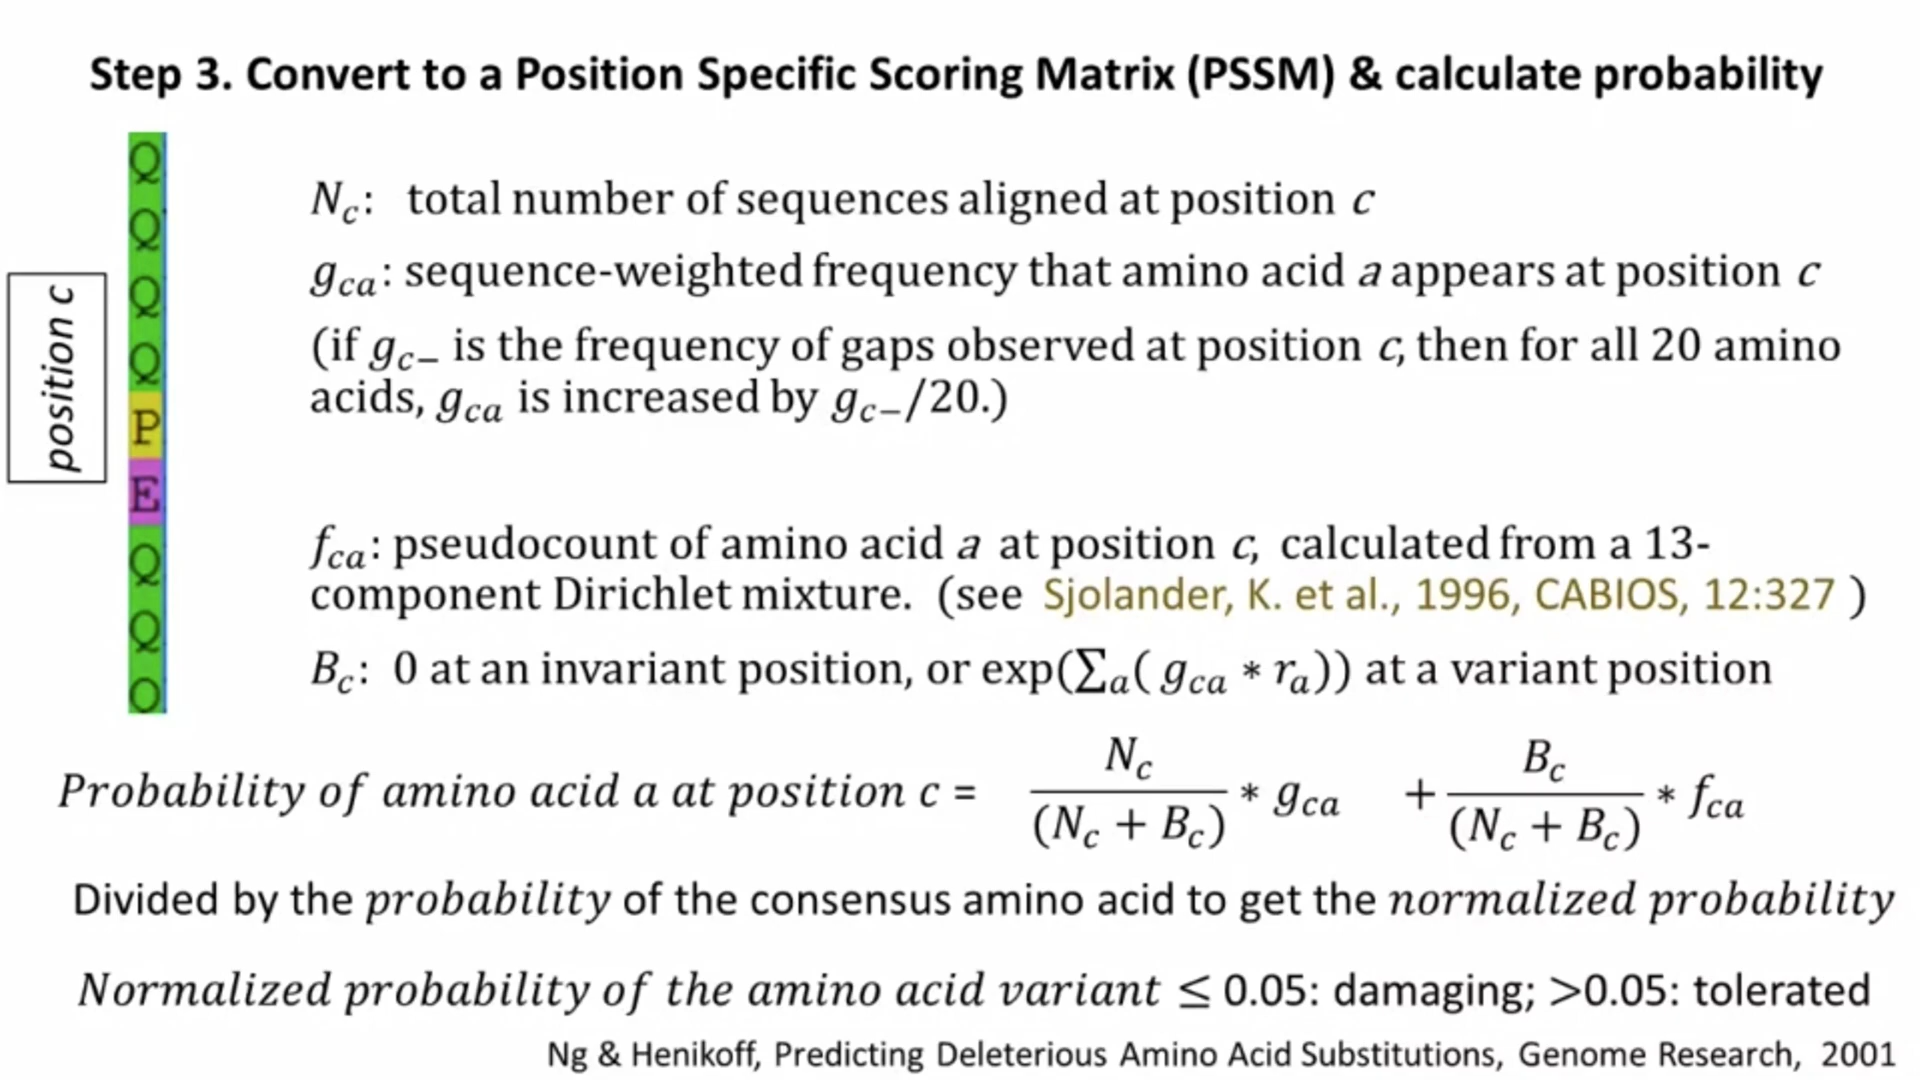 Step 3. Convert to a Position Specific Scoring Matrix (PSSM) & calculate probability
position c
Q
Q
Q
Q
P
E
Q
Q
Q
N_c: total number of sequences aligned at position c
g_ca: sequence-weighted frequency that amino acid a appears at position c
(if g_c− is the frequency of gaps observed at position c, then for all 20 amino
acids, g_ca is increased by g_c−/20.)
f_ca: pseudocount of amino acid a at position c, calculated from a 13-
component Dirichlet mixture. (see Sjolander, K. et al., 1996, CABIOS, 12:327 )
B_c: 0 at an invariant position, or exp(∑_a( g_ca * r_a)) at a variant position
Probability of amino acid a at position c = N_c/(N_c + B_c) * g_ca + B_c/(N_c + B_c) * f_ca
Divided by the probability of the consensus amino acid to get the normalized probability
Normalized probability of the amino acid variant ≤ 0.05: damaging; >0.05: tolerated
Ng & Henikoff, Predicting Deleterious Amino Acid Substitutions, Genome Research, 2001